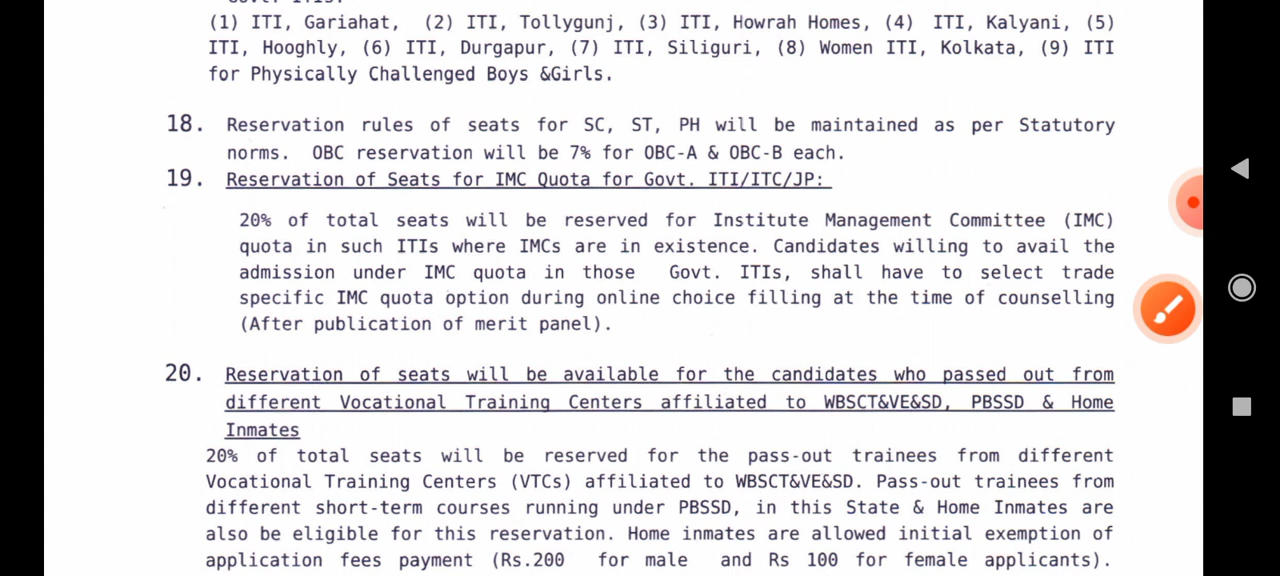 Govt. ITIs:
(1) ITI, Gariahat, (2) ITI, Tollygunj, (3) ITI, Howrah Homes, (4) ITI, Kalyani, (5)
ITI, Hooghly, (6) ITI, Durgapur, (7) ITI, Siliguri, (8) Women ITI, Kolkata, (9) ITI
for Physically Challenged Boys &Girls.
18. Reservation rules of seats for SC, ST, PH will be maintained as per Statutory
norms. OBC reservation will be 7% for OBC-A & OBC-B each.
19. Reservation of Seats for IMC Quota for Govt. ITI/ITC/JP:
20% of total seats will be reserved for Institute Management Committee (IMC)
quota in such ITIs where IMCs are in existence. Candidates willing to avail the
admission under IMC quota in those Govt. ITIs, shall have to select trade
specific IMC quota option during online choice filling at the time of counselling
(After publication of merit panel).
20. Reservation of seats will be available for the candidates who passed out from
different Vocational Training Centers affiliated to WBSCT&VE&SD, PBSSD & Home
Inmates
20% of total seats will be reserved for the pass-out trainees from different
Vocational Training Centers (VTCs) affiliated to WBSCT&VE&SD. Pass-out trainees from
different short-term courses running under PBSSD, in this State & Home Inmates are
also be eligible for this reservation. Home inmates are allowed initial exemption of
application fees payment (Rs.200 for male and Rs 100 for female applicants).